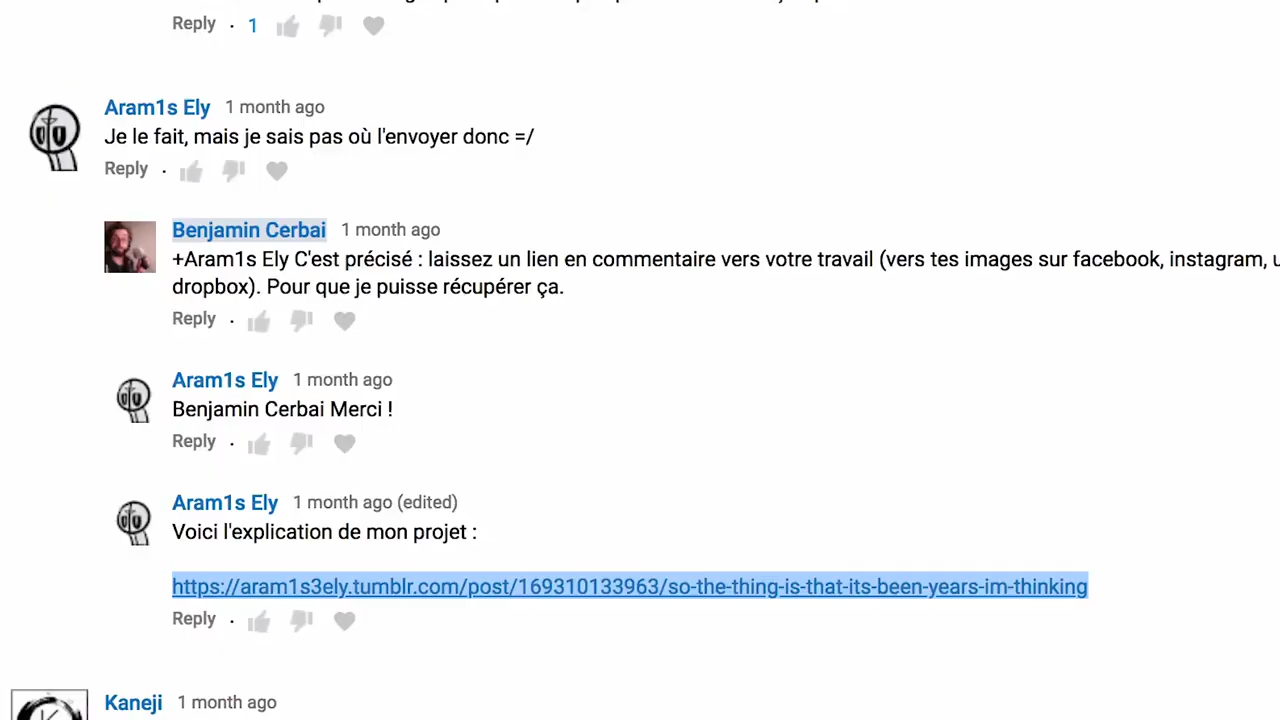 Reply · 1
Aram1s Ely 1 month ago
Je le fait, mais je sais pas où l'envoyer donc =/
Reply ·
Benjamin Cerbai 1 month ago
+Aram1s Ely C'est précisé : laissez un lien en commentaire vers votre travail (vers tes images sur facebook, instagram,
dropbox). Pour que je puisse récupérer ça.
Reply ·
Aram1s Ely 1 month ago
Benjamin Cerbai Merci !
Reply ·
Aram1s Ely 1 month ago (edited)
Voici l'explication de mon projet :
https://aram1s3ely.tumblr.com/post/169310133963/so-the-thing-is-that-its-been-years-im-thinking
Reply ·
Kaneji 1 month ago